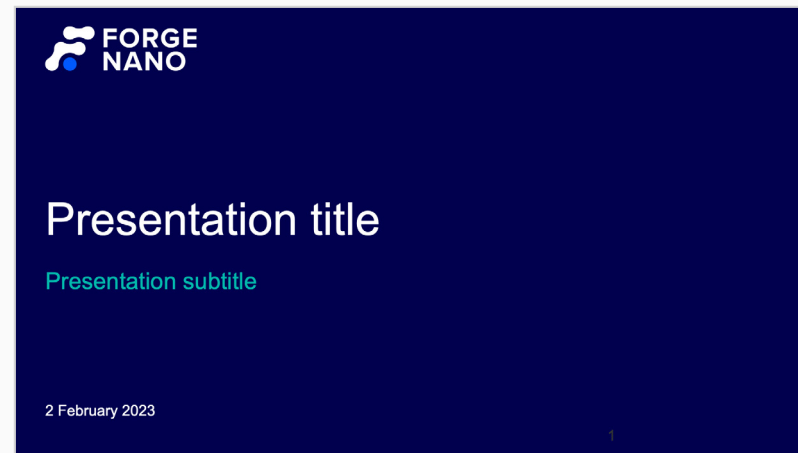 FORGE
NANO
Presentation title
Presentation subtitle
2 February 2023
1